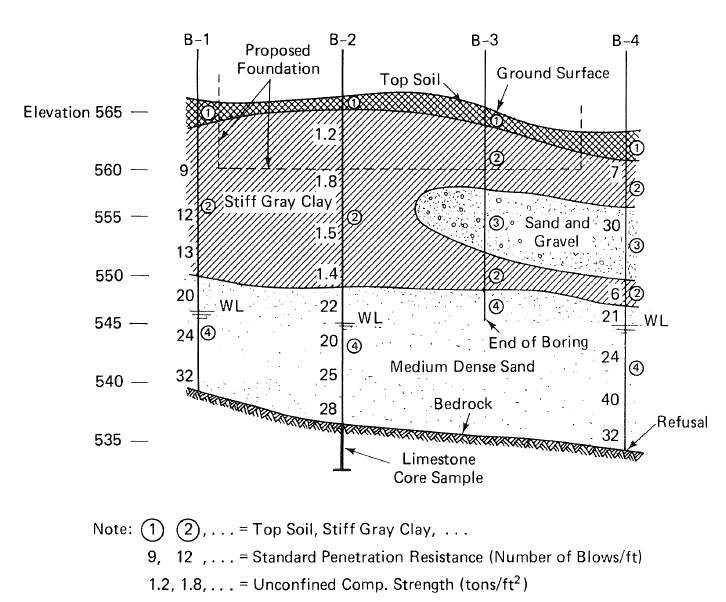 B-1 B-2 B-3 B-4
Proposed
Foundation
Top Soil
Ground Surface
Elevation 565
① ① ① ①
1.2
②
560
9 7
1.8 ②
Stiff Gray Clay
555
12 ② ② ③ Sand and 30
Gravel
1.5 ③
13
550
1.4 ② 6 ②
20 22 ④ 21
WL WL WL
545
24 ④ 20 ④ End of Boring
Medium Dense Sand 24 ④
540
32 25 40
28 Bedrock
32 Refusal
535
Limestone
Core Sample
Note: ① ②, . . . = Top Soil, Stiff Gray Clay, . . .
9, 12 , . . . = Standard Penetration Resistance (Number of Blows/ft)
1.2, 1.8, . . . = Unconfined Comp. Strength (tons/ft²)